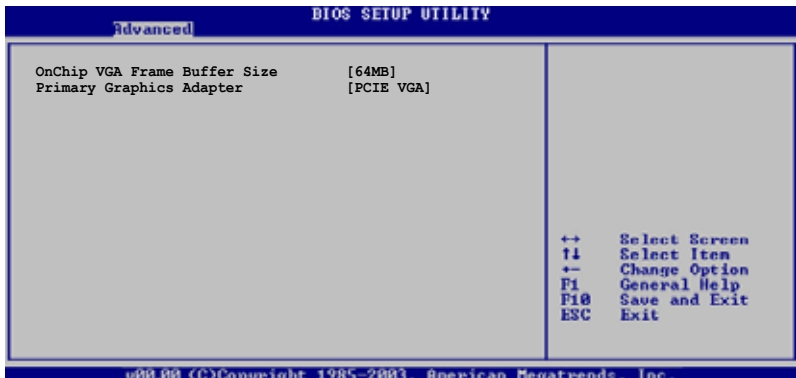 BIOS SETUP UTILITY
Advanced
OnChip VGA Frame Buffer Size [64MB]
Primary Graphics Adapter [PCIE VGA]
↔ Select Screen
↑↓ Select Item
←─ Change Option
F1 General Help
F10 Save and Exit
ESC Exit
v00.00 (C)Copyright 1985-2003, American Megatrends, Inc.